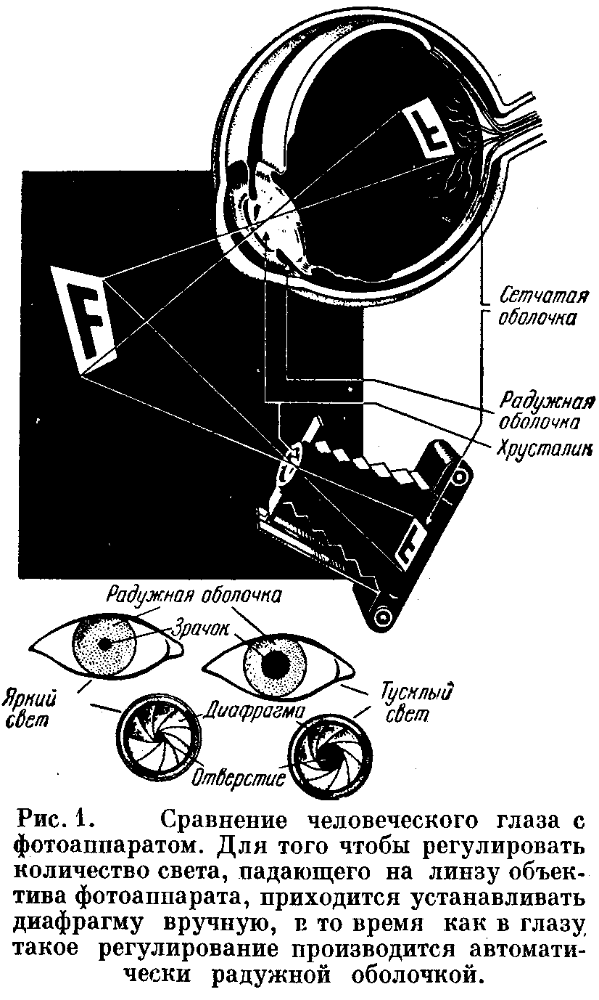 F
F
Сетчатая
оболочка
Радужная
оболочка
Хрусталик
F
Радужная оболочка
Зрачок
Яркий
свет
Диафрагма
Тусклый
свет
Отверстие
Рис. 1. Сравнение человеческого глаза с
фотоаппаратом. Для того чтобы регулировать
количество света, падающего на линзу объек-
тива фотоаппарата, приходится устанавливать
диафрагму вручную, в то время как в глазу
такое регулирование производится автомати-
чески радужной оболочкой.